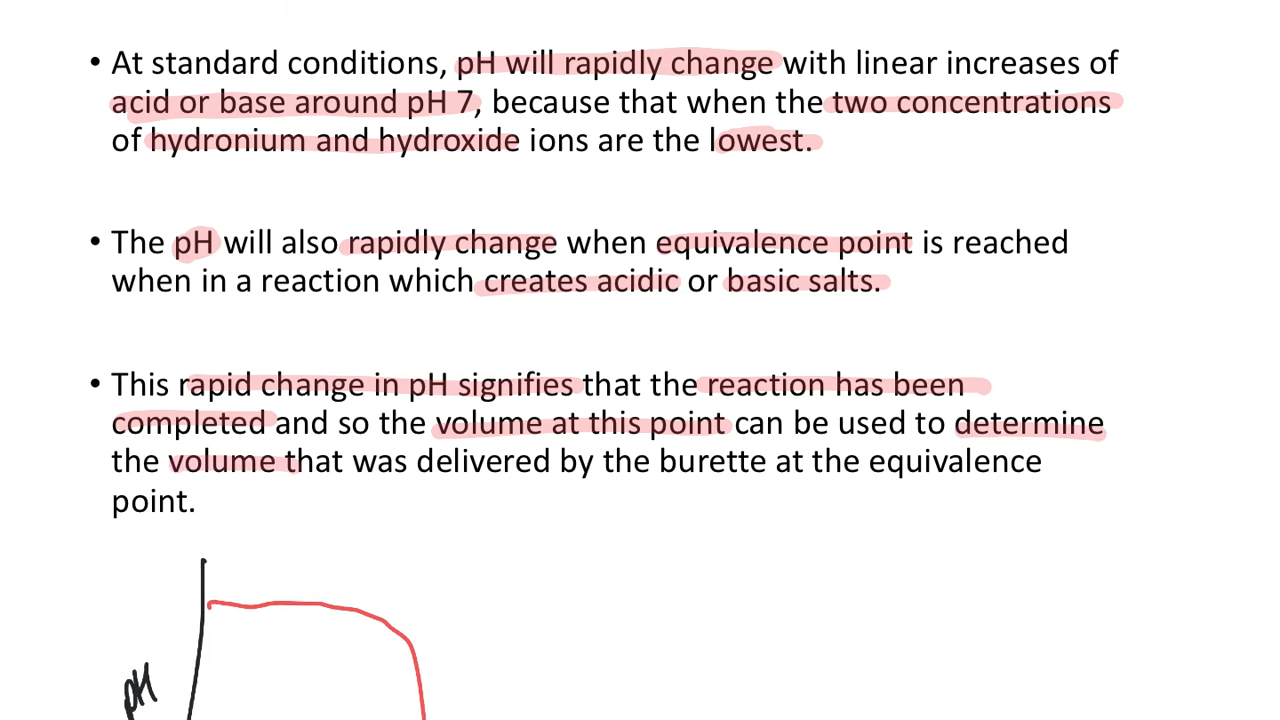 • At standard conditions, pH will rapidly change with linear increases of
acid or base around pH 7, because that when the two concentrations
of hydronium and hydroxide ions are the lowest.
• The pH will also rapidly change when equivalence point is reached
when in a reaction which creates acidic or basic salts.
• This rapid change in pH signifies that the reaction has been
completed and so the volume at this point can be used to determine
the volume that was delivered by the burette at the equivalence
point.
pH